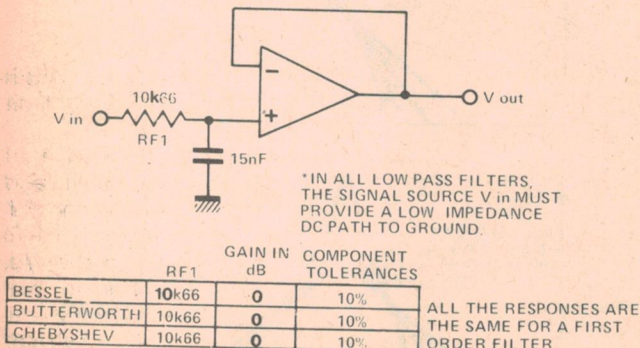 10k66
V in
RF1
15nF
−
+
V out
*IN ALL LOW PASS FILTERS,
THE SIGNAL SOURCE V in MUST
PROVIDE A LOW IMPEDANCE
DC PATH TO GROUND.
RF1 GAIN IN dB COMPONENT TOLERANCES
BESSEL 10k66 0 10%
BUTTERWORTH 10k66 0 10%
CHEBYSHEV 10k66 0 10%
ALL THE RESPONSES ARE
THE SAME FOR A FIRST
ORDER FILTER